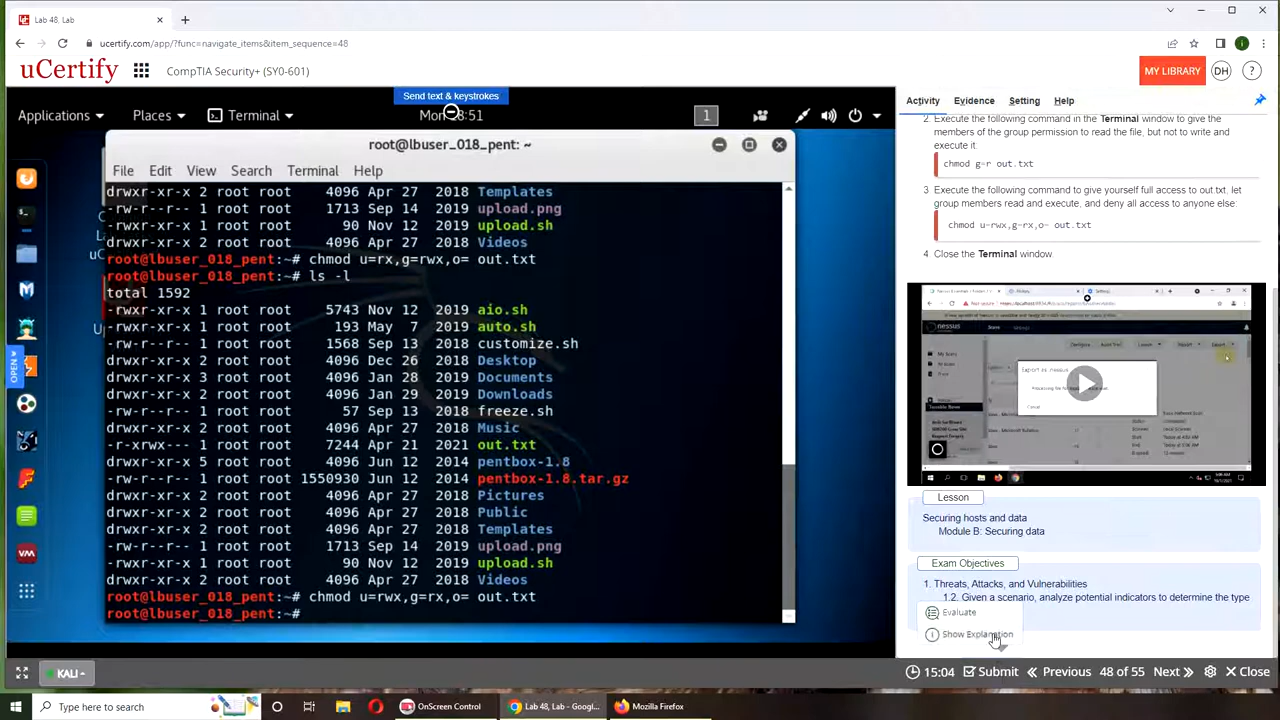 Lab 48, Lab
ucertify.com/app/?func=navigate_items&item_sequence=48
i
uCertify
CompTIA Security+ (SY0-601)
MY LIBRARY
DH
?
Send text & keystrokes
Applications
Places
Terminal
1
root@lbuser_018_pent: ~
File Edit View Search Terminal Help
drwxr-xr-x 2 root root 4096 Apr 27 2018 Templates
-rw-r--r-- 1 root root 1713 Sep 14 2019 upload.png
-rwxr-xr-x 1 root root 90 Nov 12 2019 upload.sh
drwxr-xr-x 2 root root 4096 Apr 27 2018 Videos
root@lbuser_018_pent:~# chmod u=rx,g=rwx,o= out.txt
root@lbuser_018_pent:~# ls -l
total 1592
-rwxr-xr-x 1 root root 5743 Nov 12 2019 aio.sh
-rwxr-xr-x 1 root root 193 May 7 2019 auto.sh
-rw-r--r-- 1 root root 1568 Sep 13 2019 customize.sh
drwxr-xr-x 2 root root 4096 Dec 26 2019 Desktop
drwxr-xr-x 3 root root 4096 Jan 28 2019 Documents
drwxr-xr-x 2 root root 4096 Jan 29 2019 Downloads
-rw-r--r-- 1 root root 57 Sep 13 2019 freeze.sh
drwxr-xr-x 2 root root 4096 Apr 27 2018 Music
-r-xrwx--- 1 root root 7244 Apr 21 2021 out.txt
drwxr-xr-x 5 root root 4096 Jun 12 2014 pentbox-1.8
-rw-r--r-- 1 root root 1550930 Jun 12 2014 pentbox-1.8.tar.gz
drwxr-xr-x 2 root root 4096 Apr 27 2018 Pictures
drwxr-xr-x 2 root root 4096 Apr 27 2018 Public
drwxr-xr-x 2 root root 4096 Apr 27 2018 Templates
-rw-r--r-- 1 root root 1713 Sep 14 2019 upload.png
-rwxr-xr-x 1 root root 90 Nov 12 2019 upload.sh
drwxr-xr-x 2 root root 4096 Apr 27 2018 Videos
root@lbuser_018_pent:~# chmod u=rwx,g=rx,o= out.txt
root@lbuser_018_pent:~#
OPEN
KALI
Activity Evidence Setting Help
2. Execute the following command in the Terminal window to give the
members of the group permission to read the file, but not to write and
execute it:
chmod g=r out.txt
3 Execute the following command to give yourself full access to out txt, let
group members read and execute, and deny all access to anyone else:
chmod u=rwx,g=rx,o= out.txt
4 Close the Terminal window.
nessus
Export as nessus
Cancel
Lesson
Securing hosts and data
Module B: Securing data
Exam Objectives
1. Threats, Attacks, and Vulnerabilities
1.2. Given a scenario, analyze potential indicators to determine the type
Evaluate
Show Explanation
15:04 Submit Previous 48 of 55 Next Close
Type here to search
OnScreen Control
Lab 48, Lab - Googl...
Mozilla Firefox